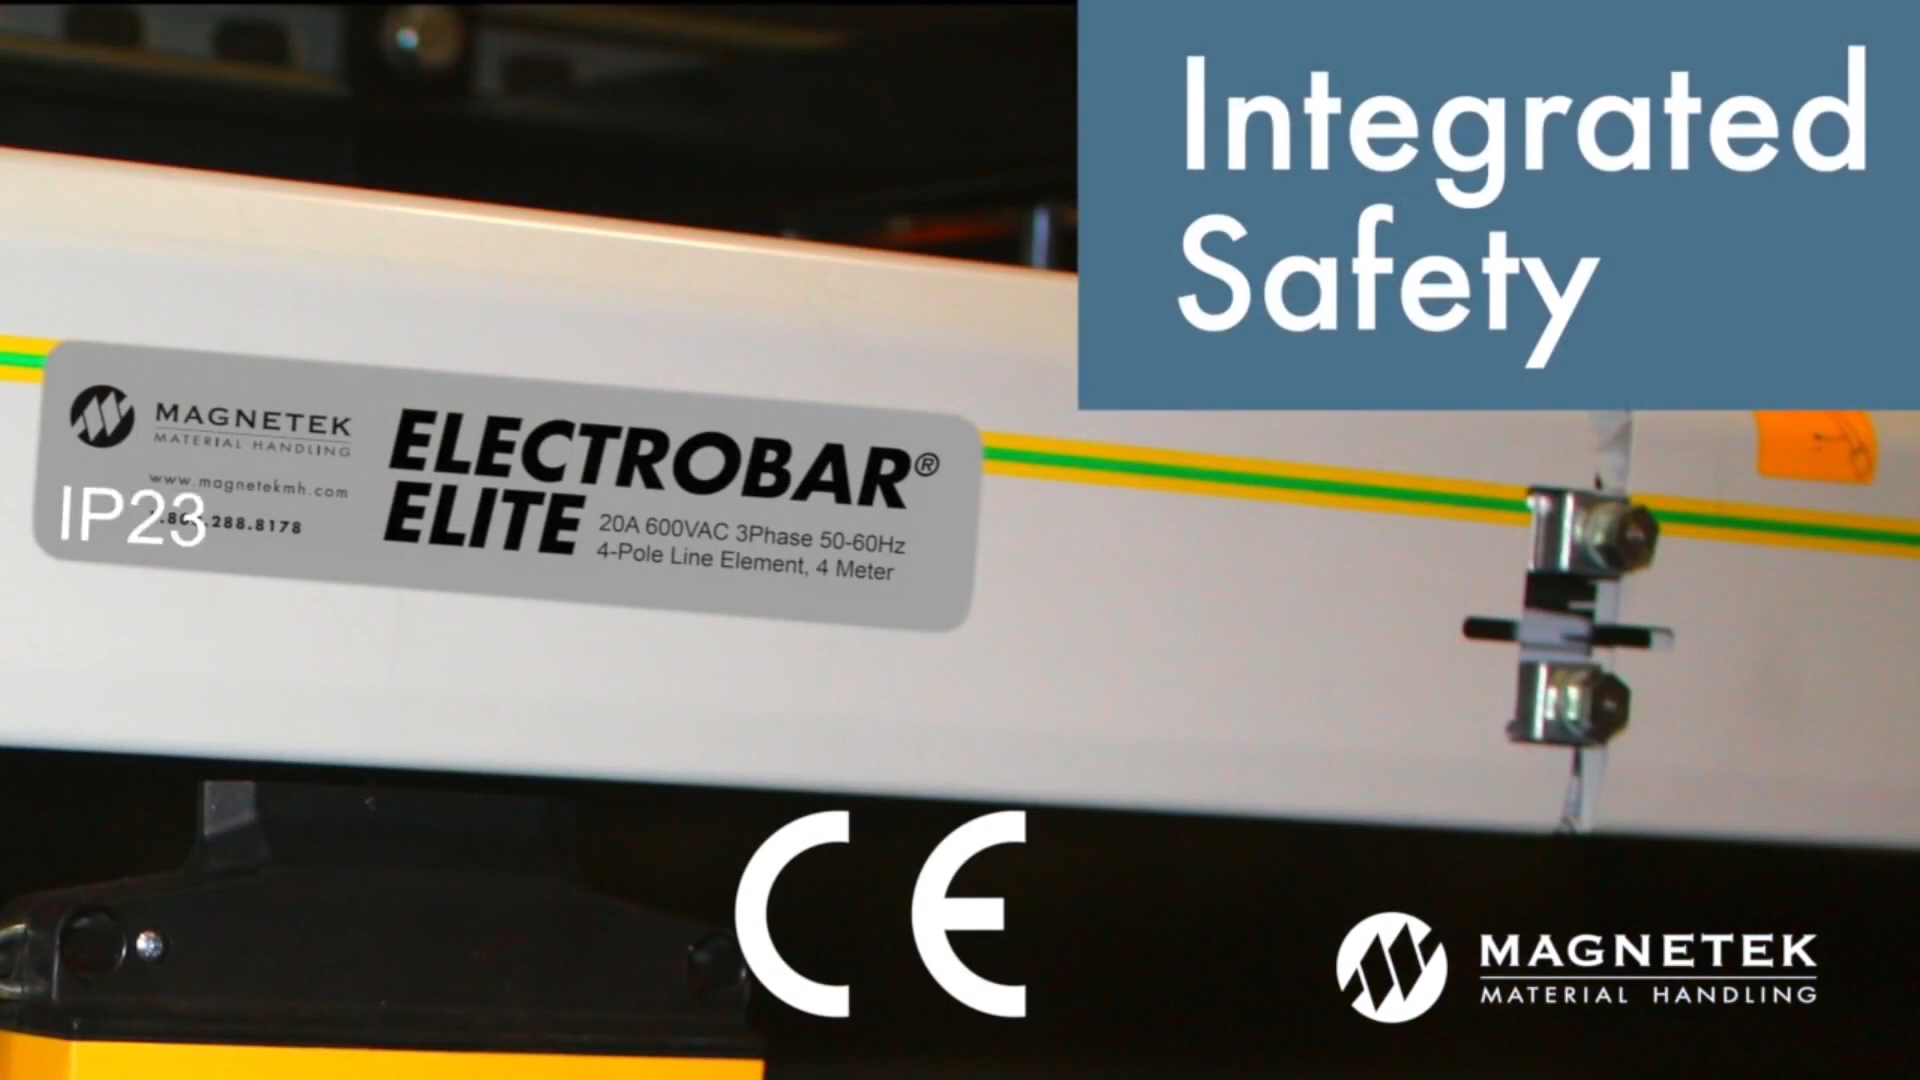 Integrated
Safety
MAGNETEK
MATERIAL HANDLING
www.magnetekmh.com
.288.8178
IP23
ELECTROBAR®
ELITE
20A 600VAC 3Phase 50-60Hz
4-Pole Line Element, 4 Meter
CE
MAGNETEK
MATERIAL HANDLING